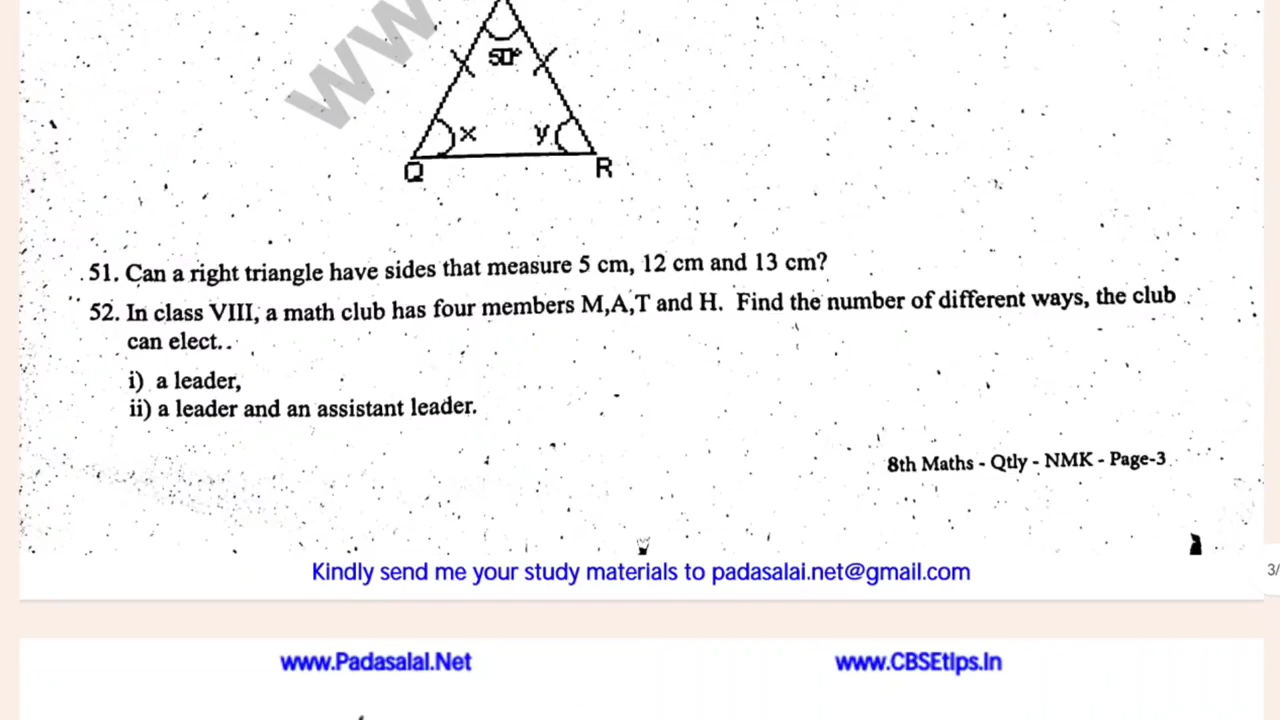 WW
50°
x
y
Q
R
51. Can a right triangle have sides that measure 5 cm, 12 cm and 13 cm?
52. In class VIII, a math club has four members M,A,T and H. Find the number of different ways, the club
can elect..
i) a leader,
ii) a leader and an assistant leader.
8th Maths - Qtly - NMK - Page-3
Kindly send me your study materials to padasalai.net@gmail.com
3/
www.Padasalai.Net
www.CBSEtips.In